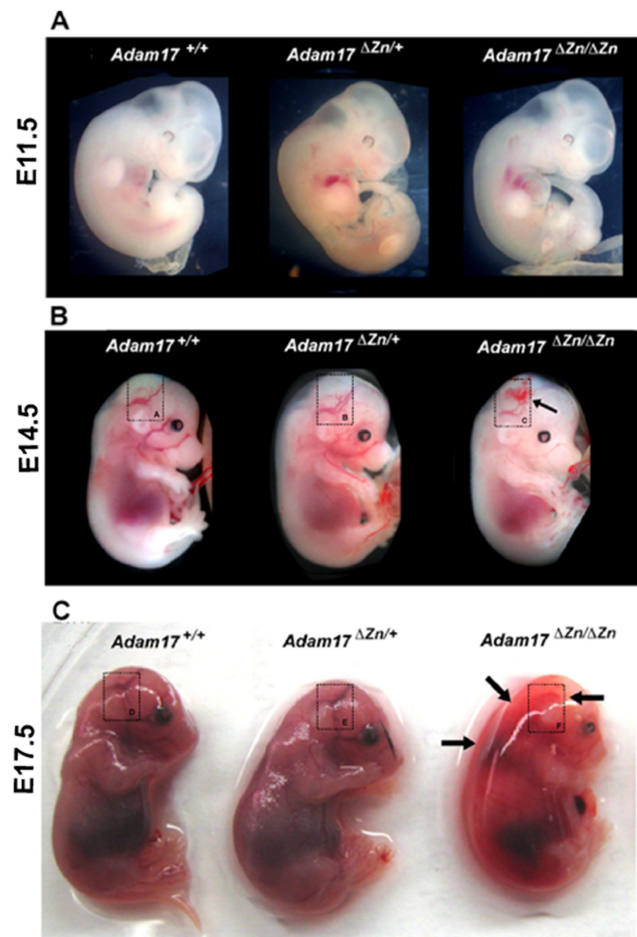 A
Adam17 +/+ Adam17 ΔZn/+ Adam17 ΔZn/ΔZn
E11.5
B
Adam17 +/+ Adam17 ΔZn/+ Adam17 ΔZn/ΔZn
A B C
E14.5
C
Adam17 +/+ Adam17 ΔZn/+ Adam17 ΔZn/ΔZn
D E F
E17.5